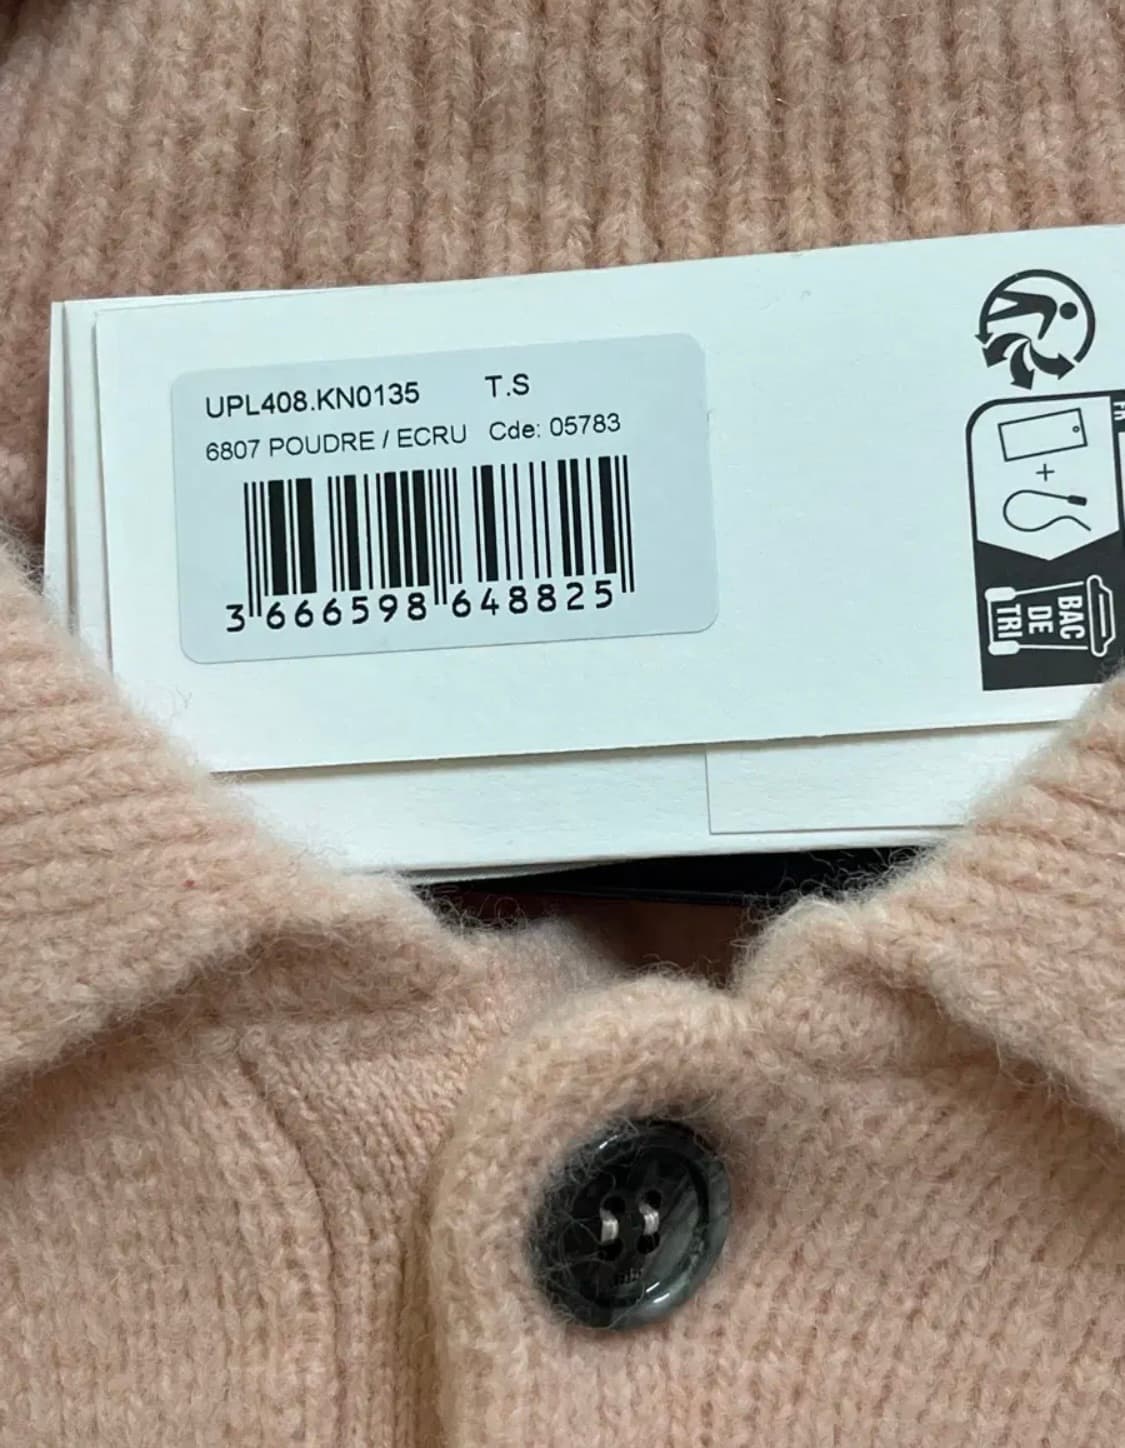 UPL408.KN0135 T.S
6807 POUDRE / ECRU Cde: 05783
3 666598 648825
+
BAC
DE
TRI